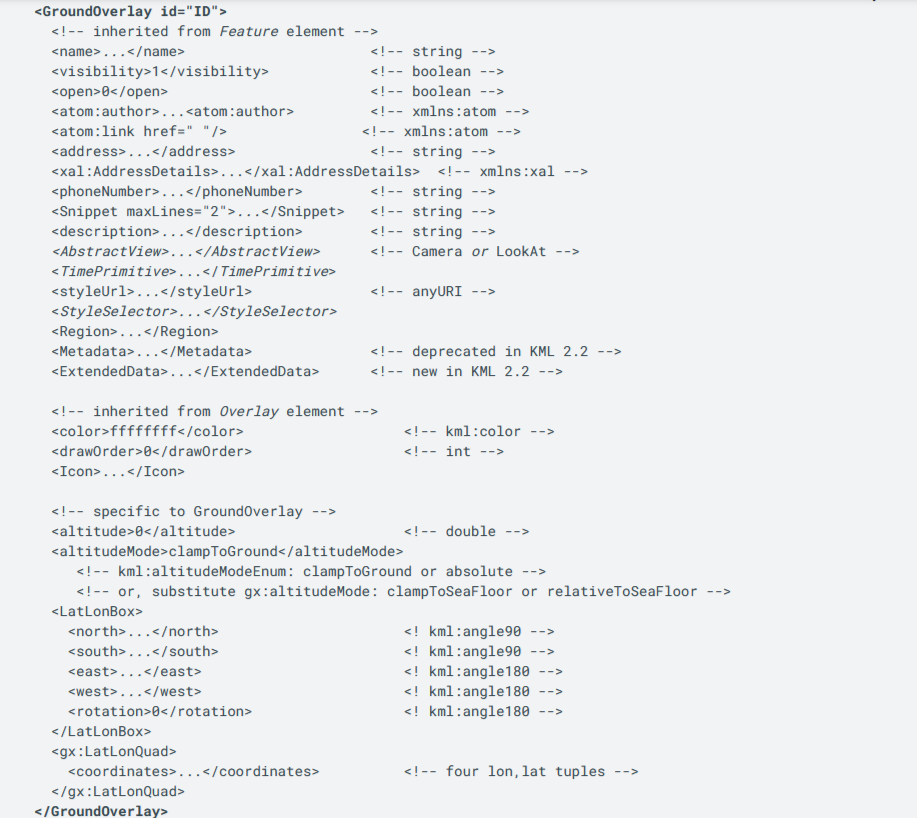 <GroundOverlay id="ID">
<!-- inherited from Feature element -->
<name>...</name> <!-- string -->
<visibility>1</visibility> <!-- boolean -->
<open>0</open> <!-- boolean -->
<atom:author>...<atom:author> <!-- xmlns:atom -->
<atom:link href=" "/> <!-- xmlns:atom -->
<address>...</address> <!-- string -->
<xal:AddressDetails>...</xal:AddressDetails> <!-- xmlns:xal -->
<phoneNumber>...</phoneNumber> <!-- string -->
<Snippet maxLines="2">...</Snippet> <!-- string -->
<description>...</description> <!-- string -->
<AbstractView>...</AbstractView> <!-- Camera or LookAt -->
<TimePrimitive>...</TimePrimitive>
<styleUrl>...</styleUrl> <!-- anyURI -->
<StyleSelector>...</StyleSelector>
<Region>...</Region>
<Metadata>...</Metadata> <!-- deprecated in KML 2.2 -->
<ExtendedData>...</ExtendedData> <!-- new in KML 2.2 -->
<!-- inherited from Overlay element -->
<color>ffffffff</color> <!-- kml:color -->
<drawOrder>0</drawOrder> <!-- int -->
<Icon>...</Icon>
<!-- specific to GroundOverlay -->
<altitude>0</altitude> <!-- double -->
<altitudeMode>clampToGround</altitudeMode>
<!-- kml:altitudeModeEnum: clampToGround or absolute -->
<!-- or, substitute gx:altitudeMode: clampToSeaFloor or relativeToSeaFloor -->
<LatLonBox>
<north>...</north> <! kml:angle90 -->
<south>...</south> <! kml:angle90 -->
<east>...</east> <! kml:angle180 -->
<west>...</west> <! kml:angle180 -->
<rotation>0</rotation> <! kml:angle180 -->
</LatLonBox>
<gx:LatLonQuad>
<coordinates>...</coordinates> <!-- four lon,lat tuples -->
</gx:LatLonQuad>
</GroundOverlay>